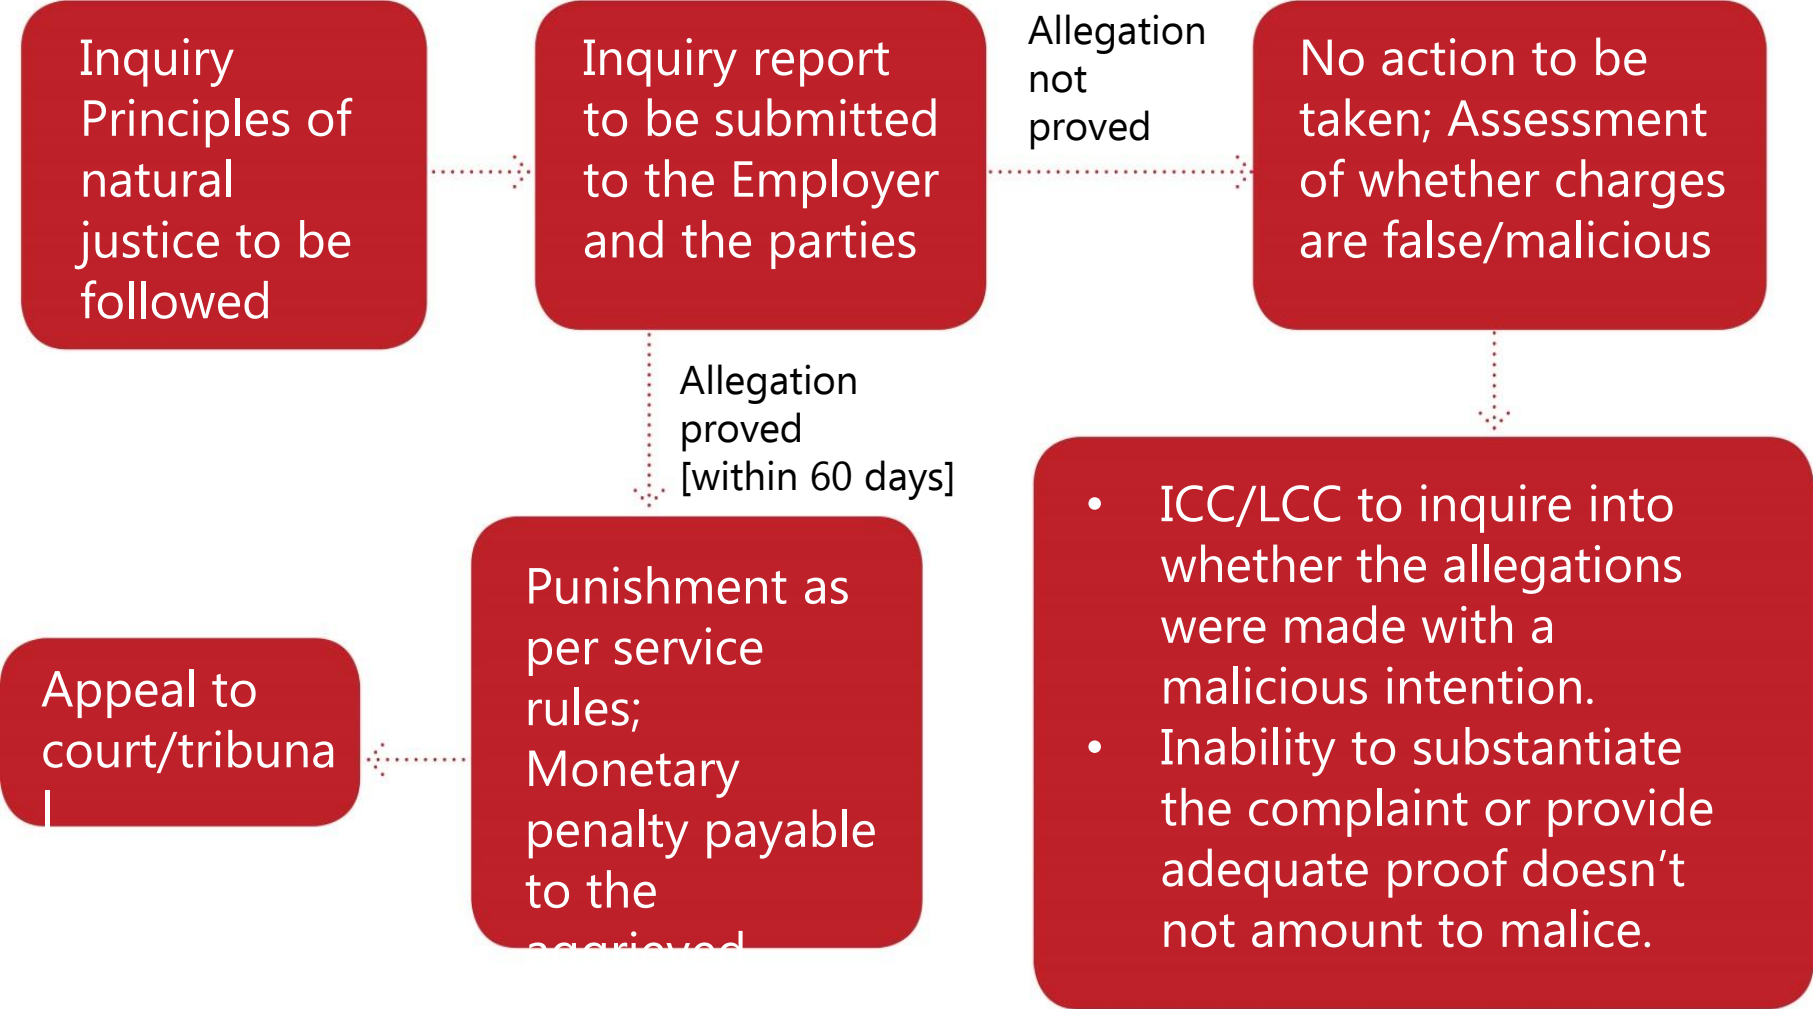 Inquiry
Principles of
natural
justice to be
followed
Inquiry report
to be submitted
to the Employer
and the parties
Allegation
not
proved
No action to be
taken; Assessment
of whether charges
are false/malicious
Allegation
proved
[within 60 days]
Punishment as
per service
rules;
Monetary
penalty payable
to the
aggrieved
Appeal to
court/tribuna
l
• ICC/LCC to inquire into
whether the allegations
were made with a
malicious intention.
• Inability to substantiate
the complaint or provide
adequate proof doesn’t
not amount to malice.